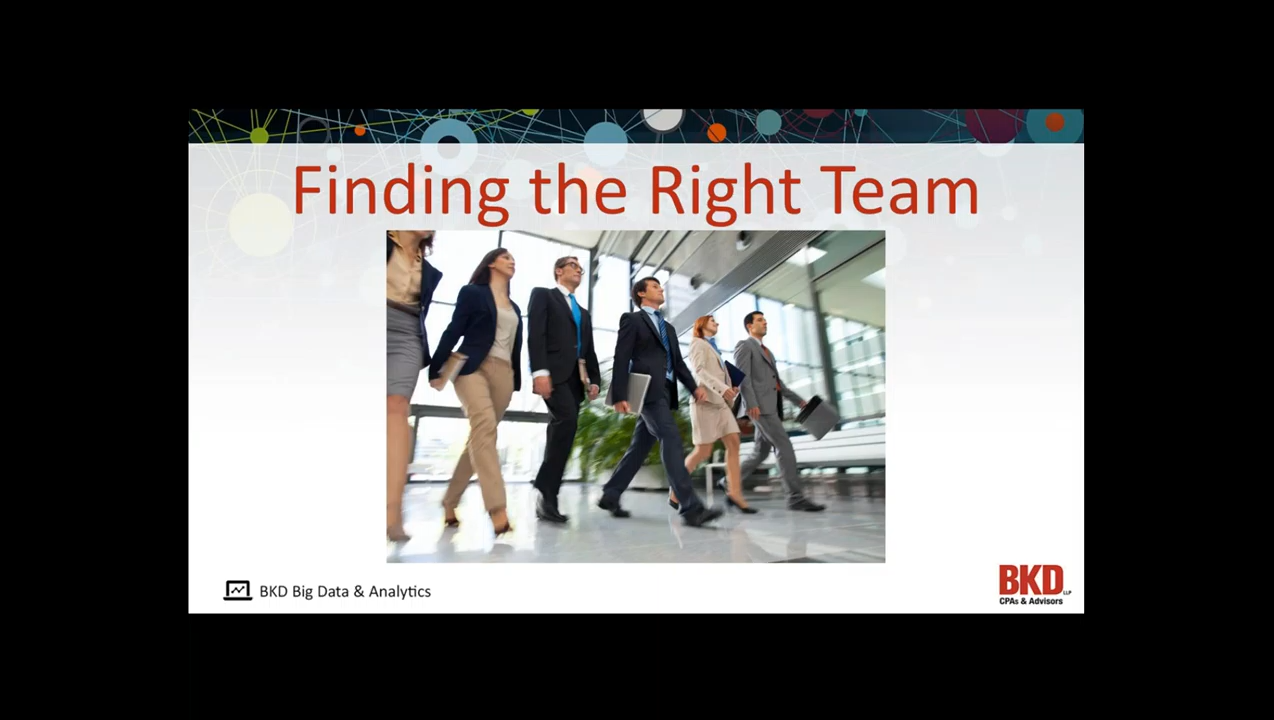 Finding the Right Team
BKD Big Data & Analytics
BKD LLP
CPAs & Advisors